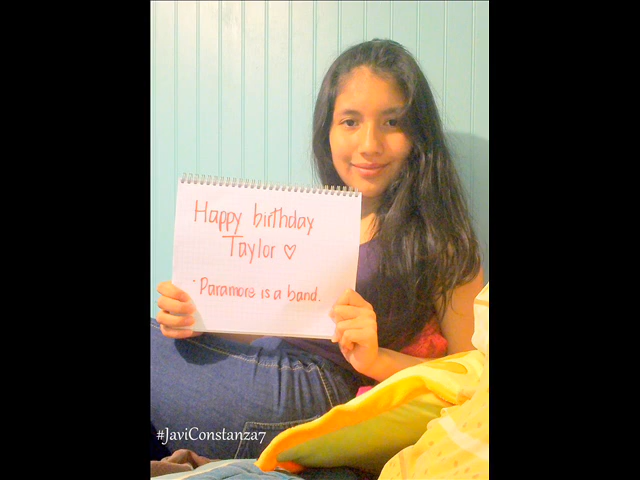 Happy birthday
Taylor ♡
"Paramore is a band.
#JaviConstanza7